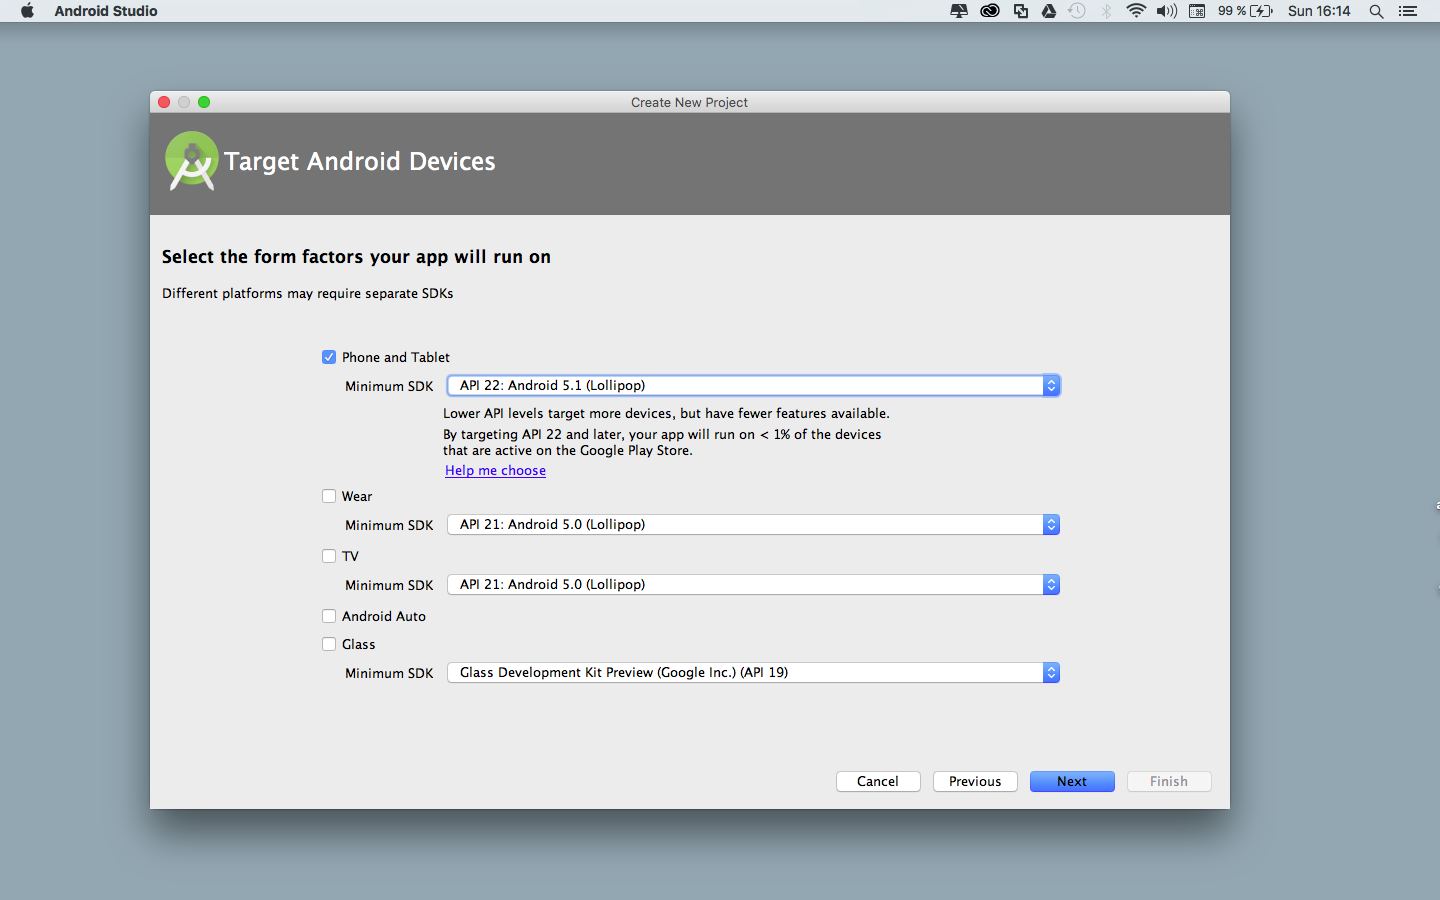 Android Studio
99 %
Sun 16:14
Create New Project
Target Android Devices
Select the form factors your app will run on
Different platforms may require separate SDKs
Phone and Tablet
Minimum SDK
API 22: Android 5.1 (Lollipop)
Lower API levels target more devices, but have fewer features available.
By targeting API 22 and later, your app will run on < 1% of the devices
that are active on the Google Play Store.
Help me choose
Wear
Minimum SDK
API 21: Android 5.0 (Lollipop)
TV
Minimum SDK
API 21: Android 5.0 (Lollipop)
Android Auto
Glass
Minimum SDK
Glass Development Kit Preview (Google Inc.) (API 19)
Cancel
Previous
Next
Finish